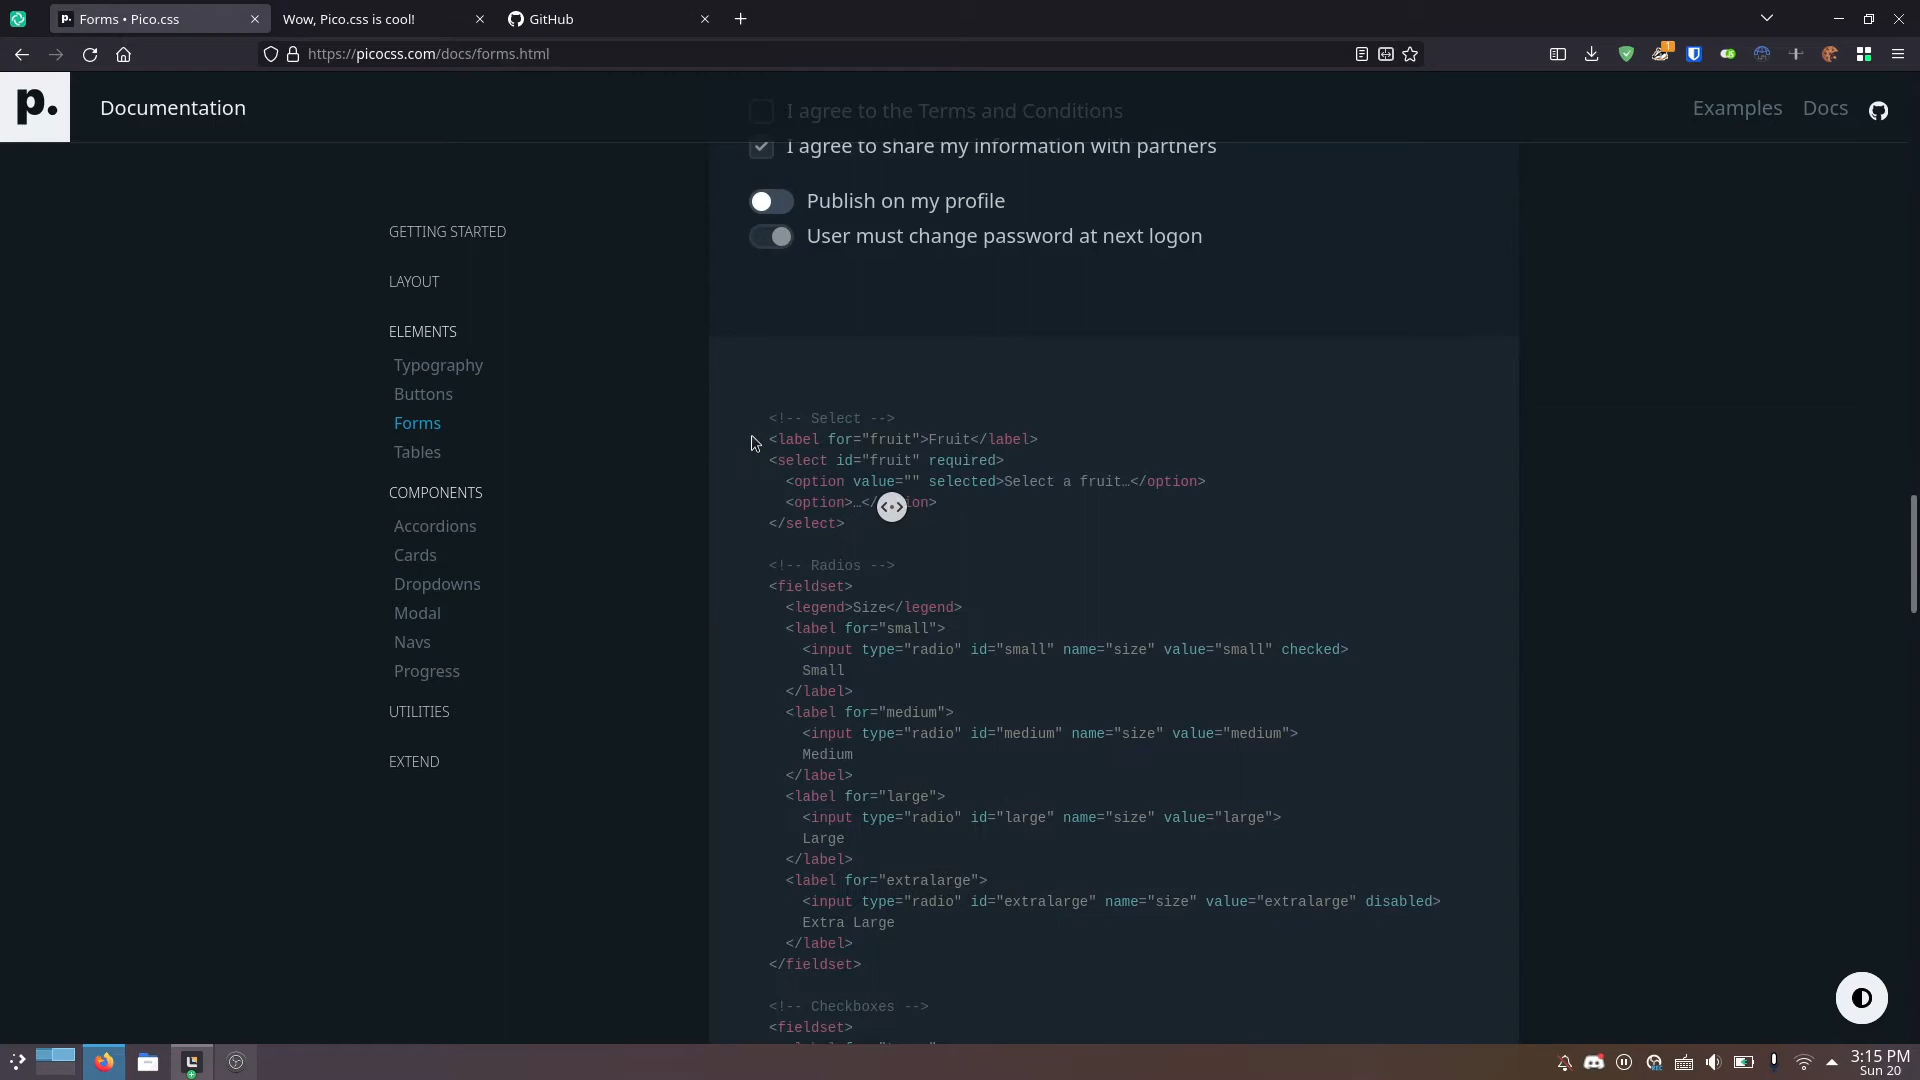 Forms • Pico.css
Wow, Pico.css is cool!
GitHub
https://picocss.com/docs/forms.html
p.
Documentation
Examples
Docs
I agree to the Terms and Conditions
I agree to share my information with partners
Publish on my profile
User must change password at next logon
GETTING STARTED
LAYOUT
ELEMENTS
Typography
Buttons
Forms
Tables
COMPONENTS
Accordions
Cards
Dropdowns
Modal
Navs
Progress
UTILITIES
EXTEND
<!-- Select -->
<label for="fruit">Fruit</label>
<select id="fruit" required>
<option value="" selected>Select a fruit…</option>
<option>…</ ion>
</select>
<!-- Radios -->
<fieldset>
<legend>Size</legend>
<label for="small">
<input type="radio" id="small" name="size" value="small" checked>
Small
</label>
<label for="medium">
<input type="radio" id="medium" name="size" value="medium">
Medium
</label>
<label for="large">
<input type="radio" id="large" name="size" value="large">
Large
</label>
<label for="extralarge">
<input type="radio" id="extralarge" name="size" value="extralarge" disabled>
Extra Large
</label>
</fieldset>
<!-- Checkboxes -->
<fieldset>
3:15 PM
Sun 20